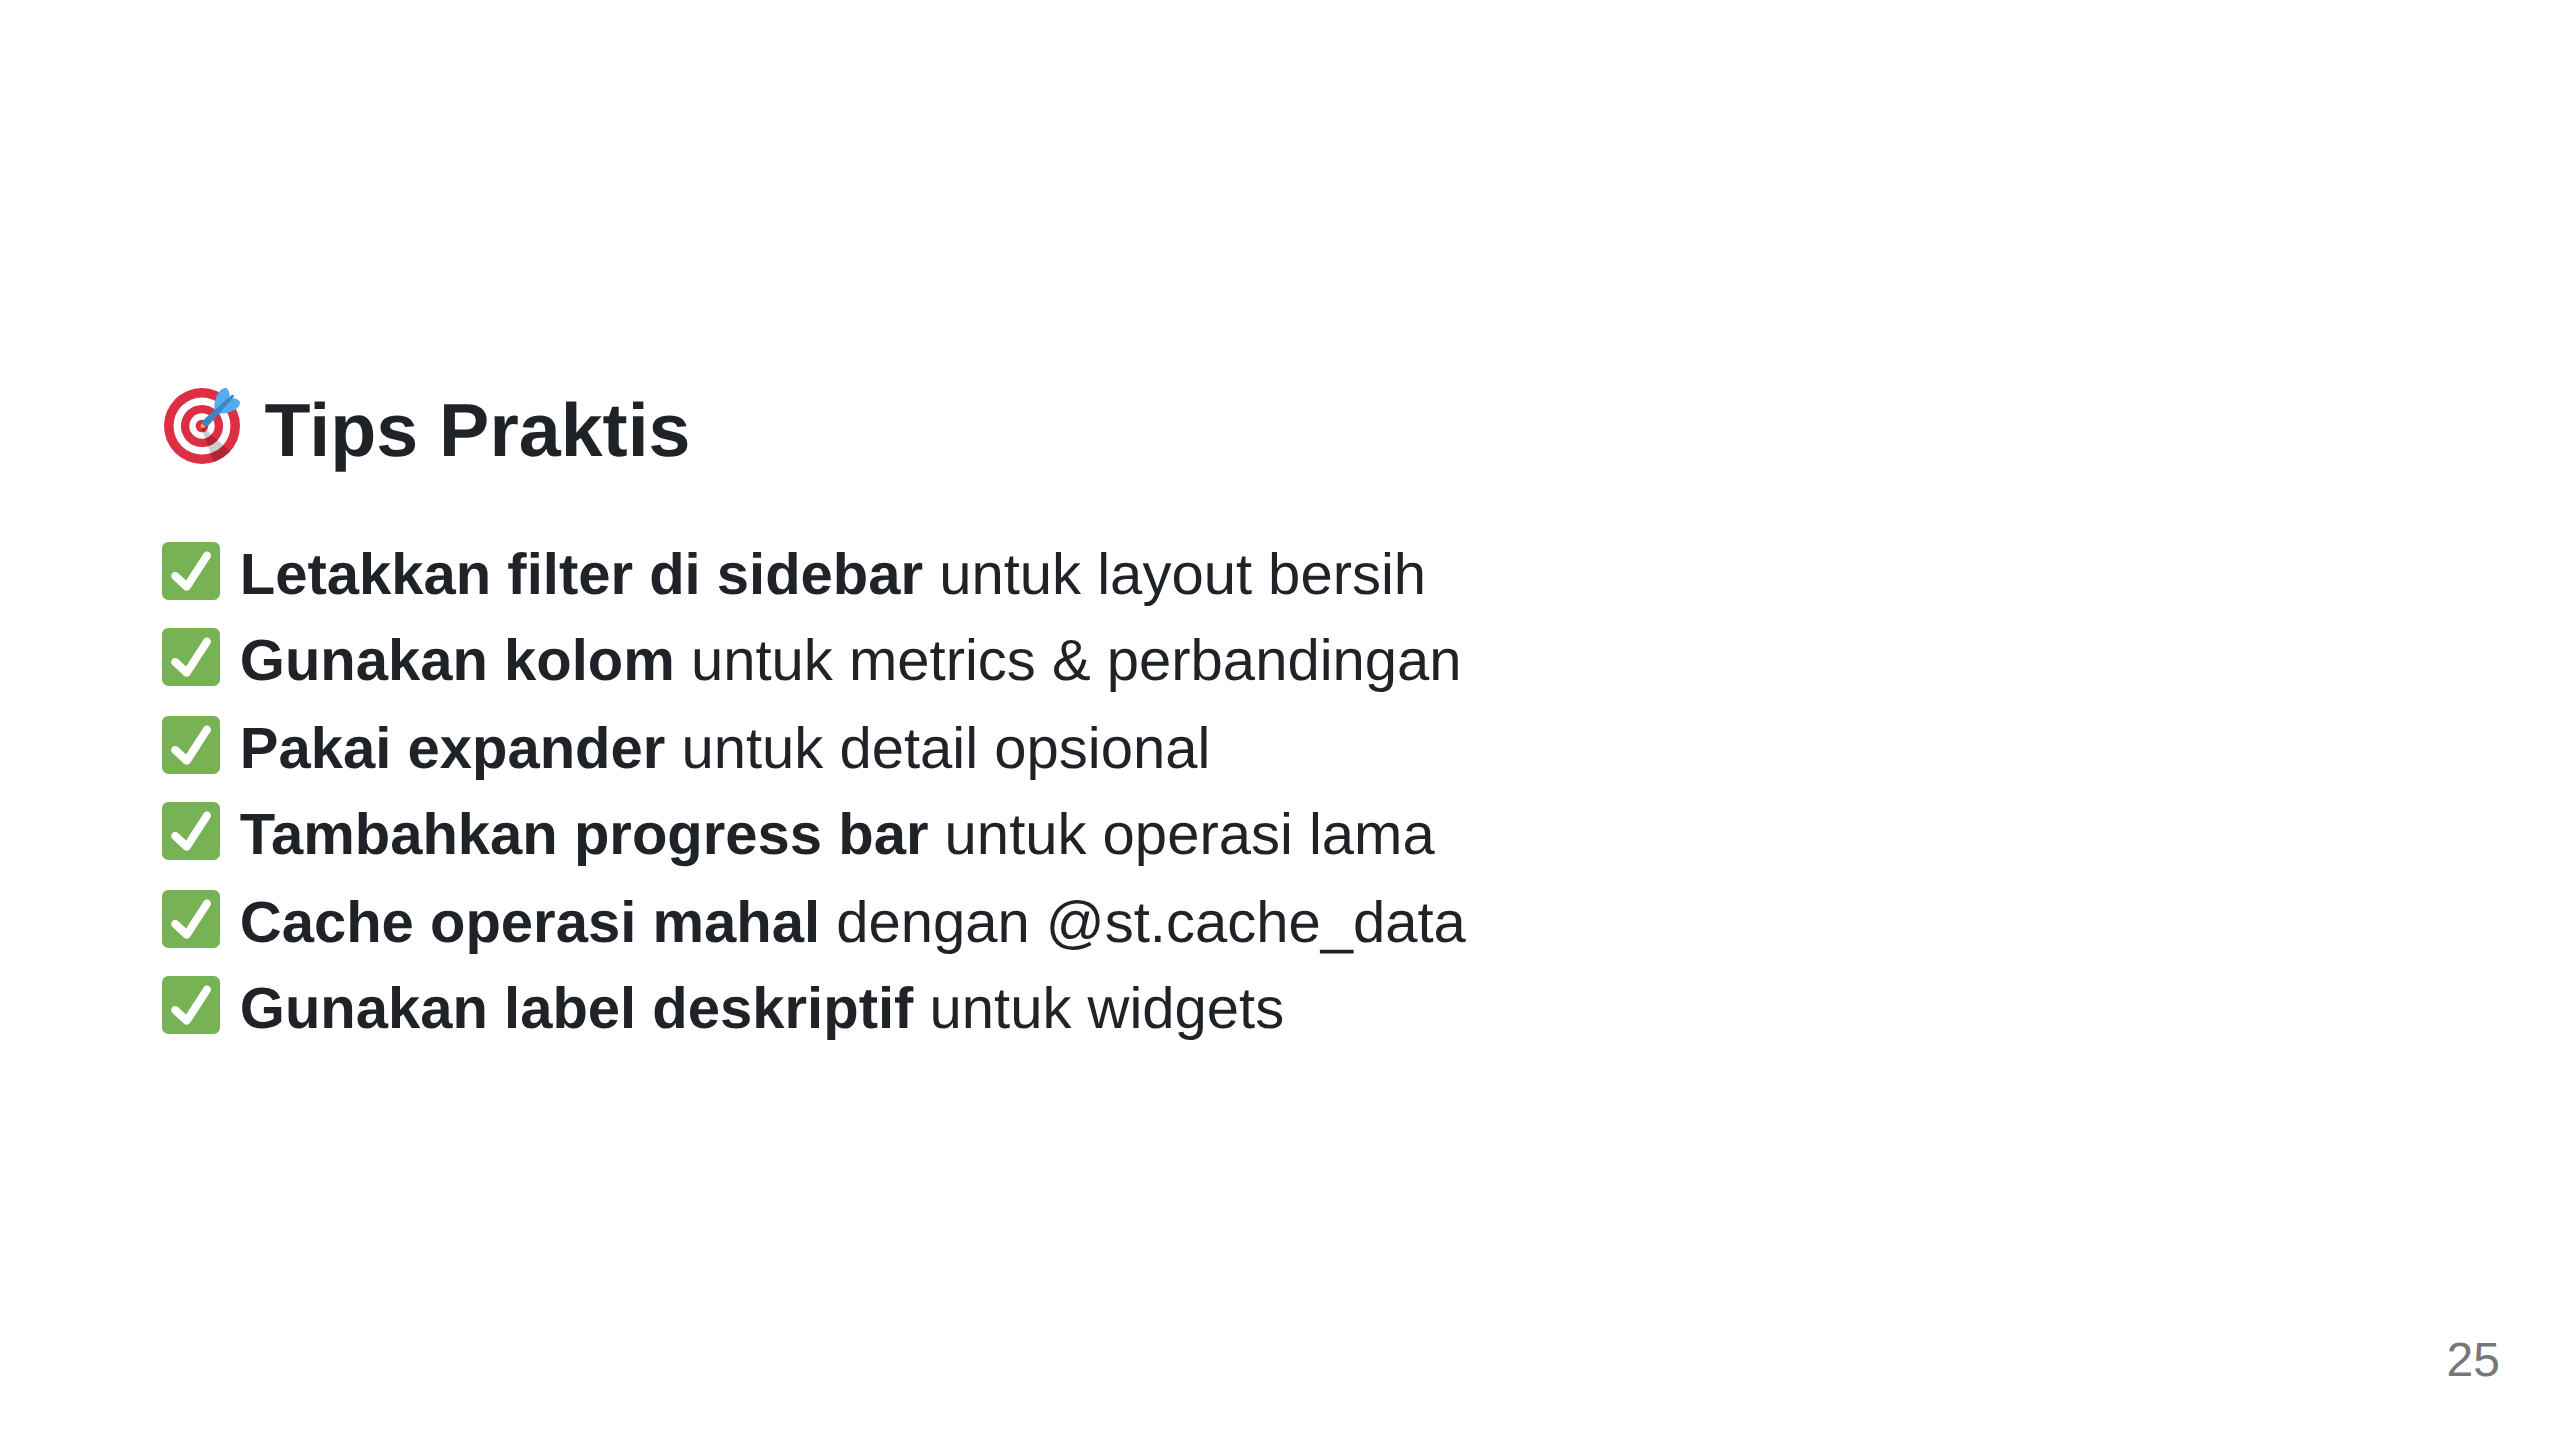 🎯 Tips Praktis
✅ Letakkan filter di sidebar untuk layout bersih
✅ Gunakan kolom untuk metrics & perbandingan
✅ Pakai expander untuk detail opsional
✅ Tambahkan progress bar untuk operasi lama
✅ Cache operasi mahal dengan @st.cache_data
✅ Gunakan label deskriptif untuk widgets
25